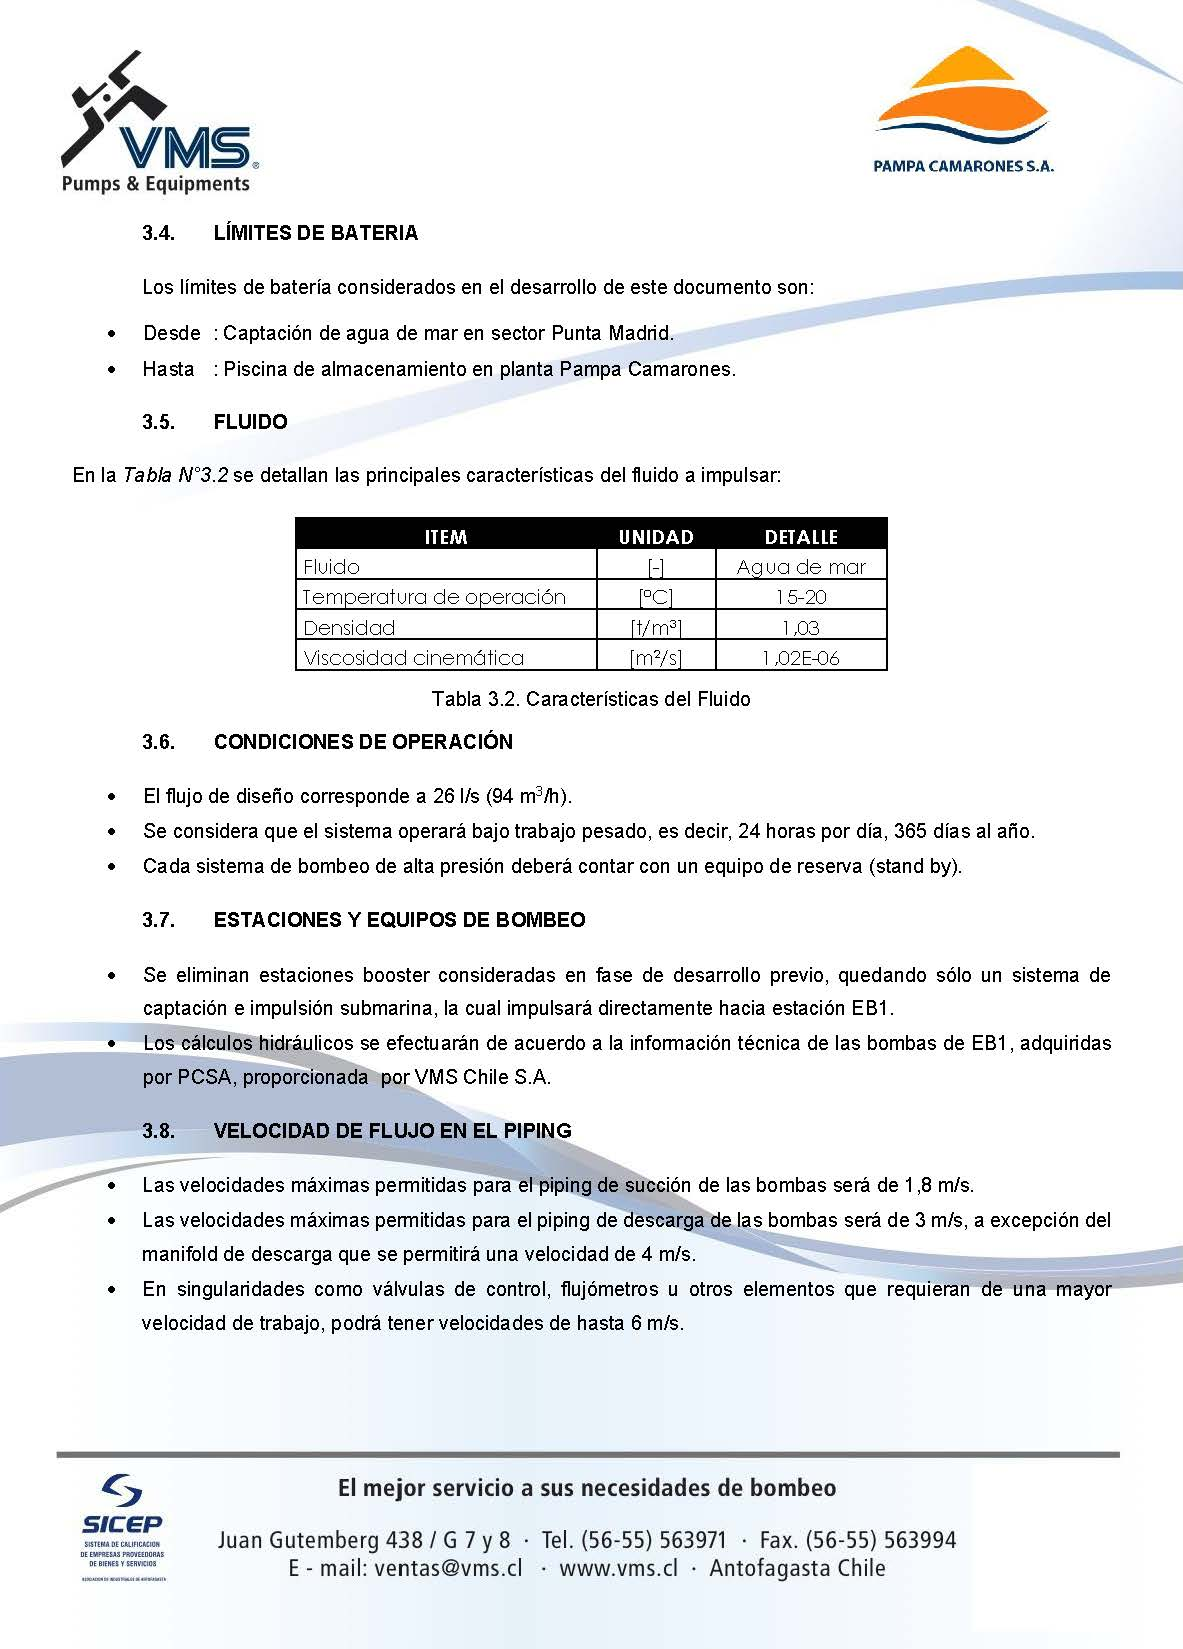 VMS®
Pumps & Equipments
PAMPA CAMARONES S.A.
3.4. LÍMITES DE BATERIA
Los límites de batería considerados en el desarrollo de este documento son:
• Desde : Captación de agua de mar en sector Punta Madrid.
• Hasta : Piscina de almacenamiento en planta Pampa Camarones.
3.5. FLUIDO
En la Tabla N°3.2 se detallan las principales características del fluido a impulsar:
ITEM UNIDAD DETALLE
Fluido [-] Agua de mar
Temperatura de operación [ºC] 15-20
Densidad [t/m³] 1,03
Viscosidad cinemática [m²/s] 1,02E-06
Tabla 3.2. Características del Fluido
3.6. CONDICIONES DE OPERACIÓN
• El flujo de diseño corresponde a 26 l/s (94 m³/h).
• Se considera que el sistema operará bajo trabajo pesado, es decir, 24 horas por día, 365 días al año.
• Cada sistema de bombeo de alta presión deberá contar con un equipo de reserva (stand by).
3.7. ESTACIONES Y EQUIPOS DE BOMBEO
• Se eliminan estaciones booster consideradas en fase de desarrollo previo, quedando sólo un sistema de
captación e impulsión submarina, la cual impulsará directamente hacia estación EB1.
• Los cálculos hidráulicos se efectuarán de acuerdo a la información técnica de las bombas de EB1, adquiridas
por PCSA, proporcionada por VMS Chile S.A.
3.8. VELOCIDAD DE FLUJO EN EL PIPING
• Las velocidades máximas permitidas para el piping de succión de las bombas será de 1,8 m/s.
• Las velocidades máximas permitidas para el piping de descarga de las bombas será de 3 m/s, a excepción del
manifold de descarga que se permitirá una velocidad de 4 m/s.
• En singularidades como válvulas de control, flujómetros u otros elementos que requieran de una mayor
velocidad de trabajo, podrá tener velocidades de hasta 6 m/s.
El mejor servicio a sus necesidades de bombeo
SICEP
SISTEMA DE CALIFICACION
DE EMPRESAS PROVEEDORAS
DE BIENES Y SERVICIOS
ASOCIACION DE INDUSTRIALES DE ANTOFAGASTA
Juan Gutemberg 438 / G 7 y 8 · Tel. (56-55) 563971 · Fax. (56-55) 563994
E - mail: ventas@vms.cl · www.vms.cl · Antofagasta Chile